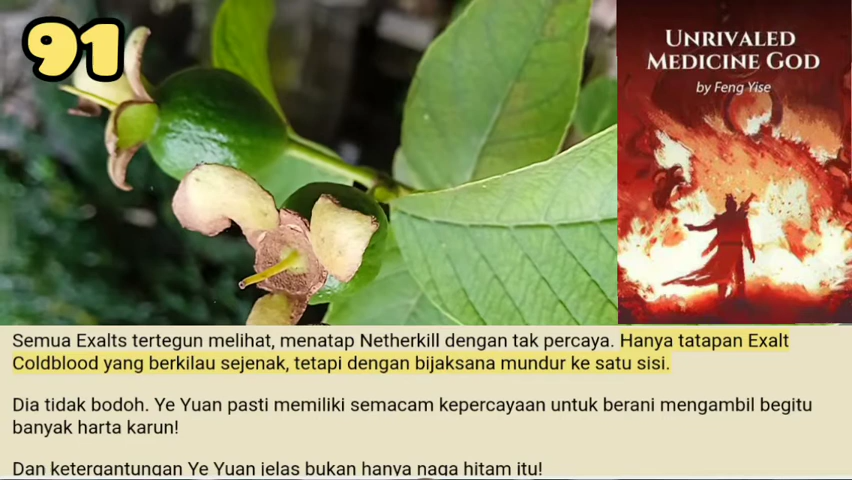 91
UNRIVALED
MEDICINE GOD
by Feng Yise
Semua Exalts tertegun melihat, menatap Netherkill dengan tak percaya. Hanya tatapan Exalt
Coldblood yang berkilau sejenak, tetapi dengan bijaksana mundur ke satu sisi.
Dia tidak bodoh. Ye Yuan pasti memiliki semacam kepercayaan untuk berani mengambil begitu
banyak harta karun!
Dan ketergantungan Ye Yuan jelas bukan hanya naga hitam itu!